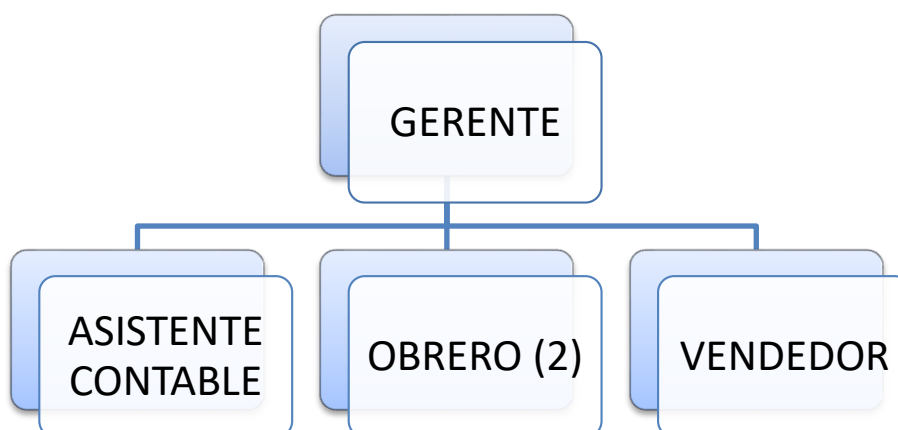 GERENTE
ASISTENTE
CONTABLE
OBRERO (2)
VENDEDOR